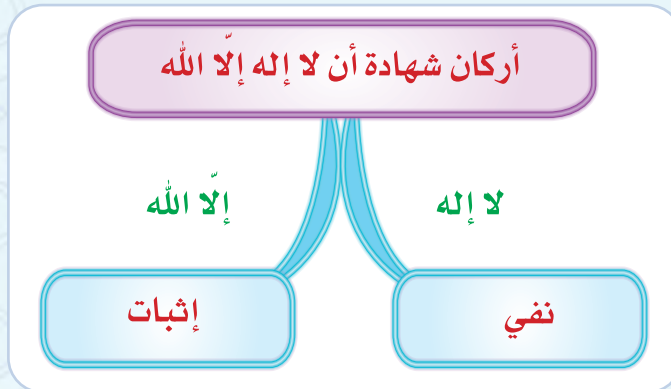 أركان شهادة أن لا إله إلّا الله
لا إله
إلّا الله
نفي
إثبات